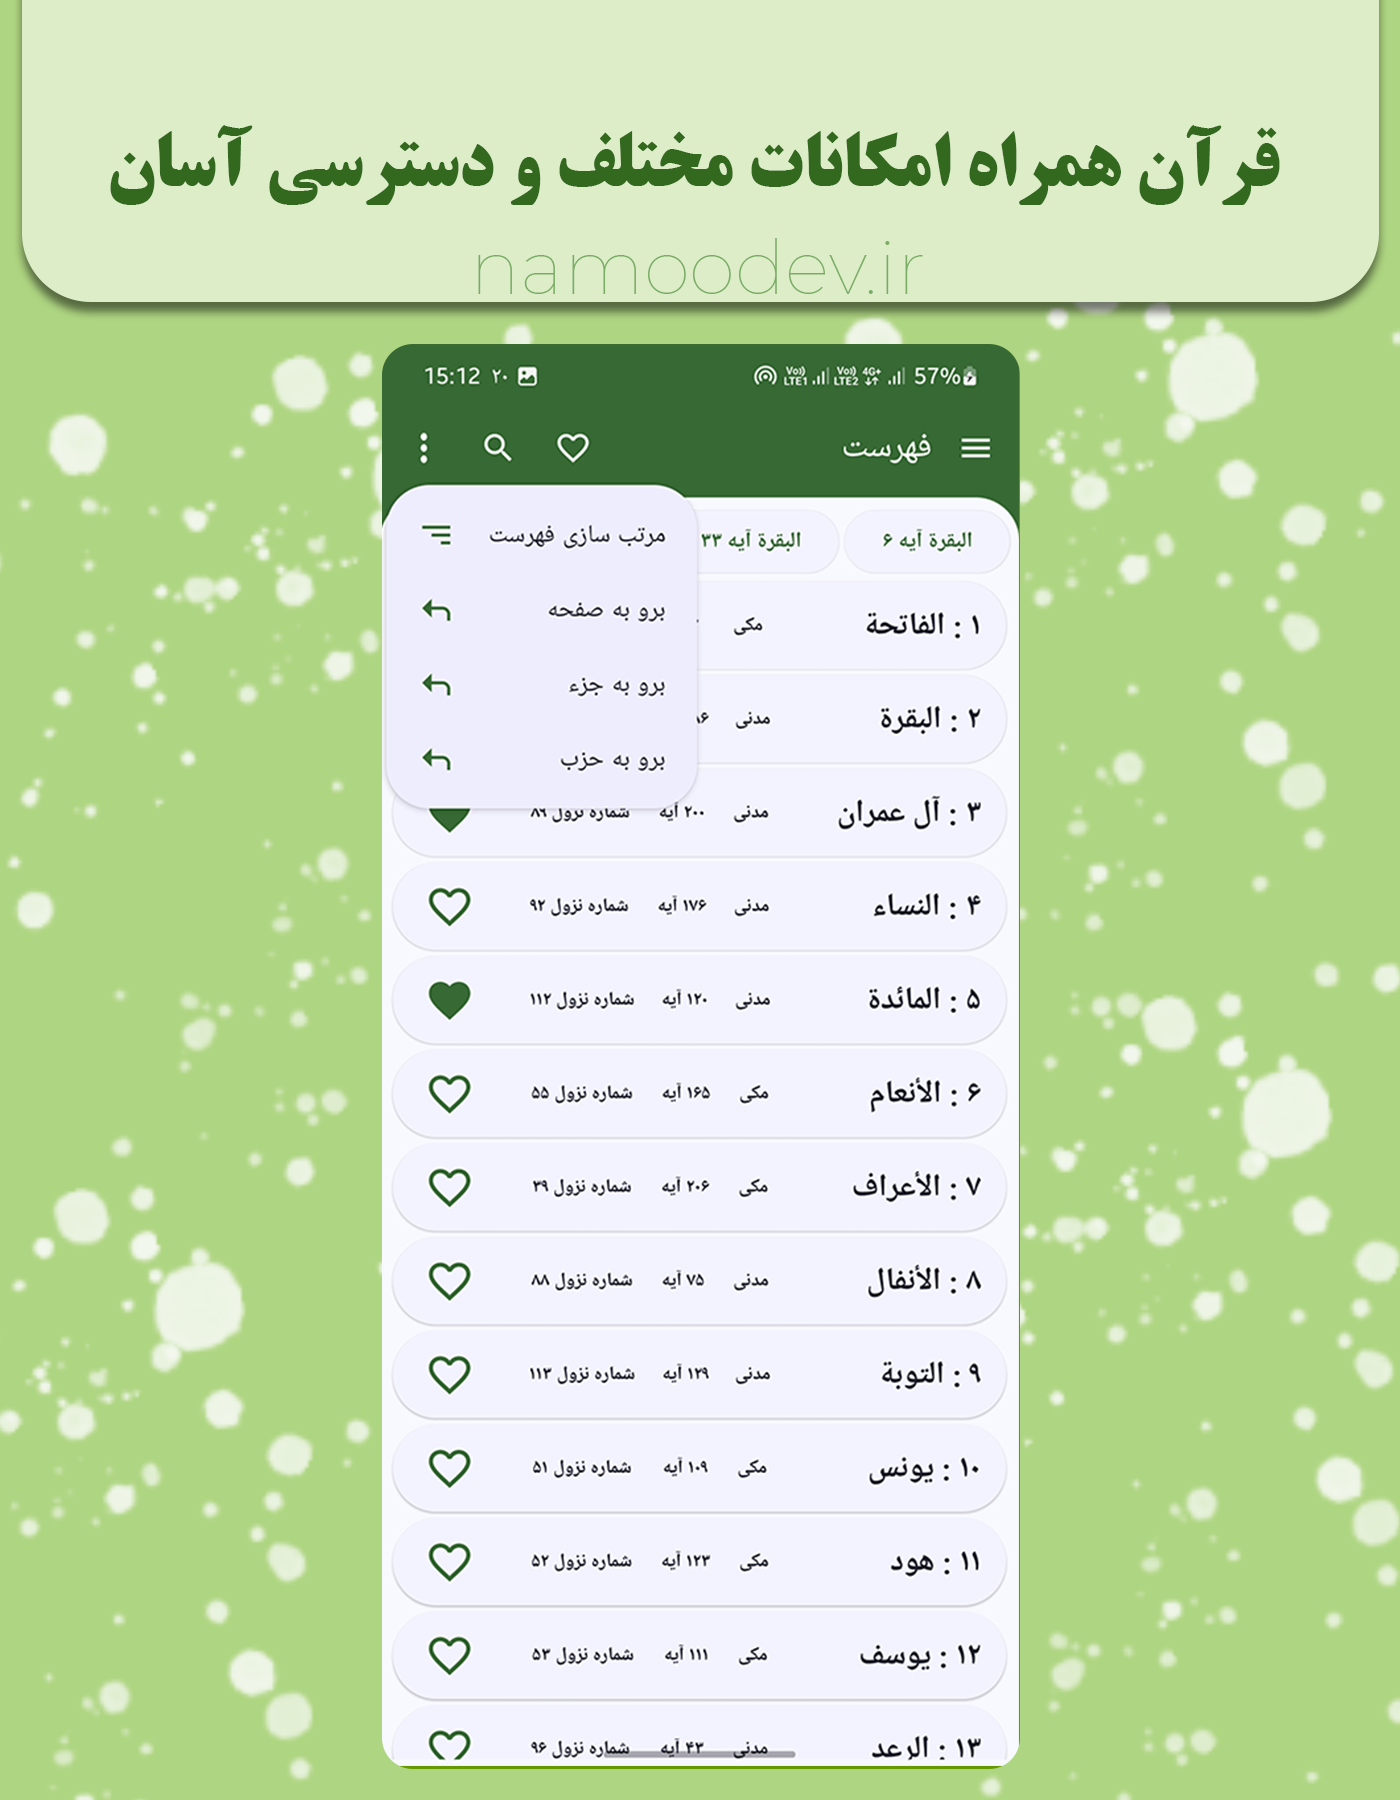 قرآن همراه امکانات مختلف و دسترسی آسان
namoodev.ir
15:12 ۲۰ Vo)) LTE1 Vo)) LTE2 4G+ 57%
فهرست
البقرة آیه ۶
البقرة آیه ۳۳
مرتب سازی فهرست
برو به صفحه
برو به جزء
برو به حزب
۱ : الفاتحة مکی
۲ : البقرة مدنی
۳ : آل عمران مدنی ۲۰۰ آیه شماره نزول ۸۹
۴ : النساء مدنی ۱۷۶ آیه شماره نزول ۹۲
۵ : المائدة مدنی ۱۲۰ آیه شماره نزول ۱۱۲
۶ : الأنعام مکی ۱۶۵ آیه شماره نزول ۵۵
۷ : الأعراف مکی ۲۰۶ آیه شماره نزول ۳۹
۸ : الأنفال مدنی ۷۵ آیه شماره نزول ۸۸
۹ : التوبة مدنی ۱۲۹ آیه شماره نزول ۱۱۳
۱۰ : یونس مکی ۱۰۹ آیه شماره نزول ۵۱
۱۱ : هود مکی ۱۲۳ آیه شماره نزول ۵۲
۱۲ : یوسف مکی ۱۱۱ آیه شماره نزول ۵۳
۱۳ : الرعد مدنی ۴۳ آیه شماره نزول ۹۶